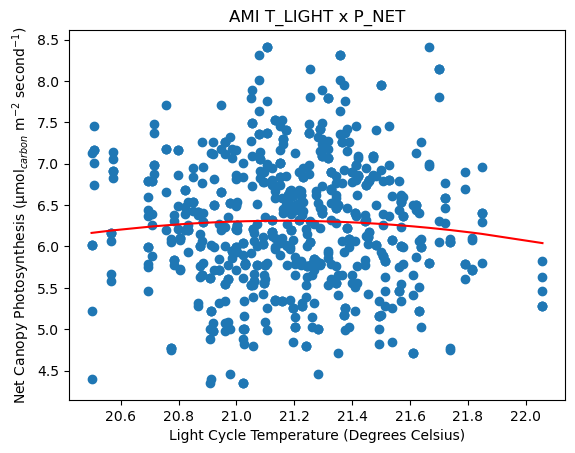 AMI T_LIGHT x P_NET
Net Canopy Photosynthesis (μmol_carbon m⁻² second⁻¹)
8.5
8.0
7.5
7.0
6.5
6.0
5.5
5.0
4.5
20.6 20.8 21.0 21.2 21.4 21.6 21.8 22.0
Light Cycle Temperature (Degrees Celsius)